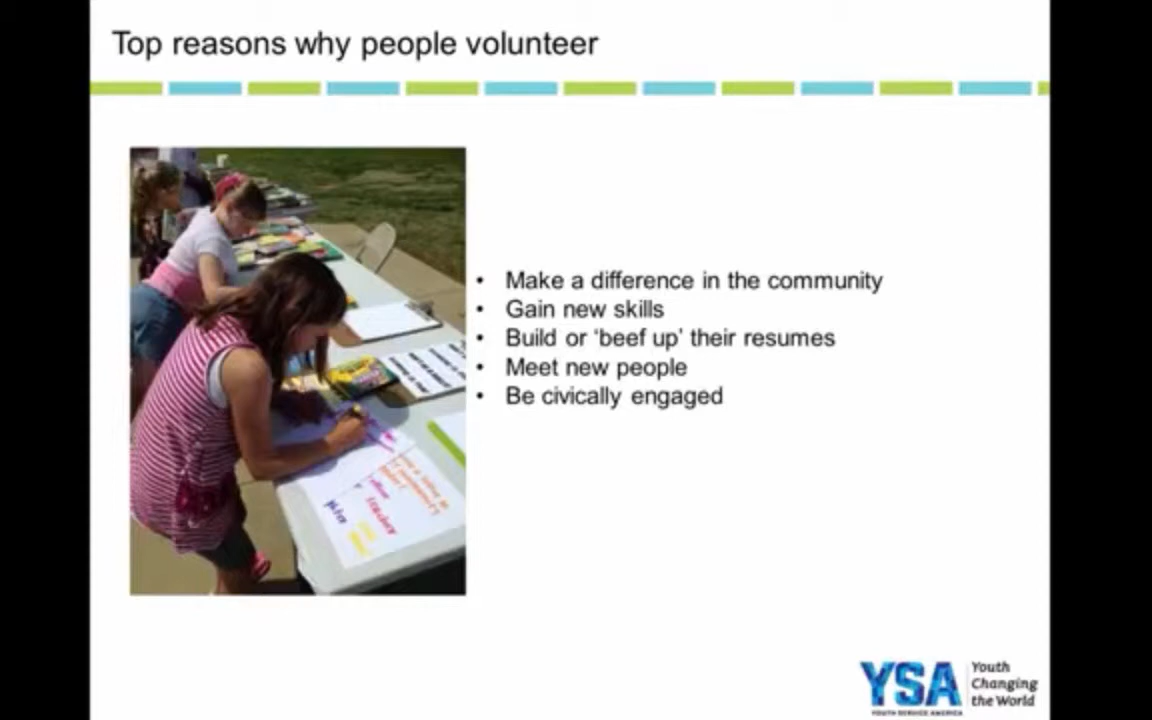 Top reasons why people volunteer
• Make a difference in the community
• Gain new skills
• Build or ‘beef up’ their resumes
• Meet new people
• Be civically engaged
YSA
YOUTH SERVICE AMERICA
Youth
Changing
the World